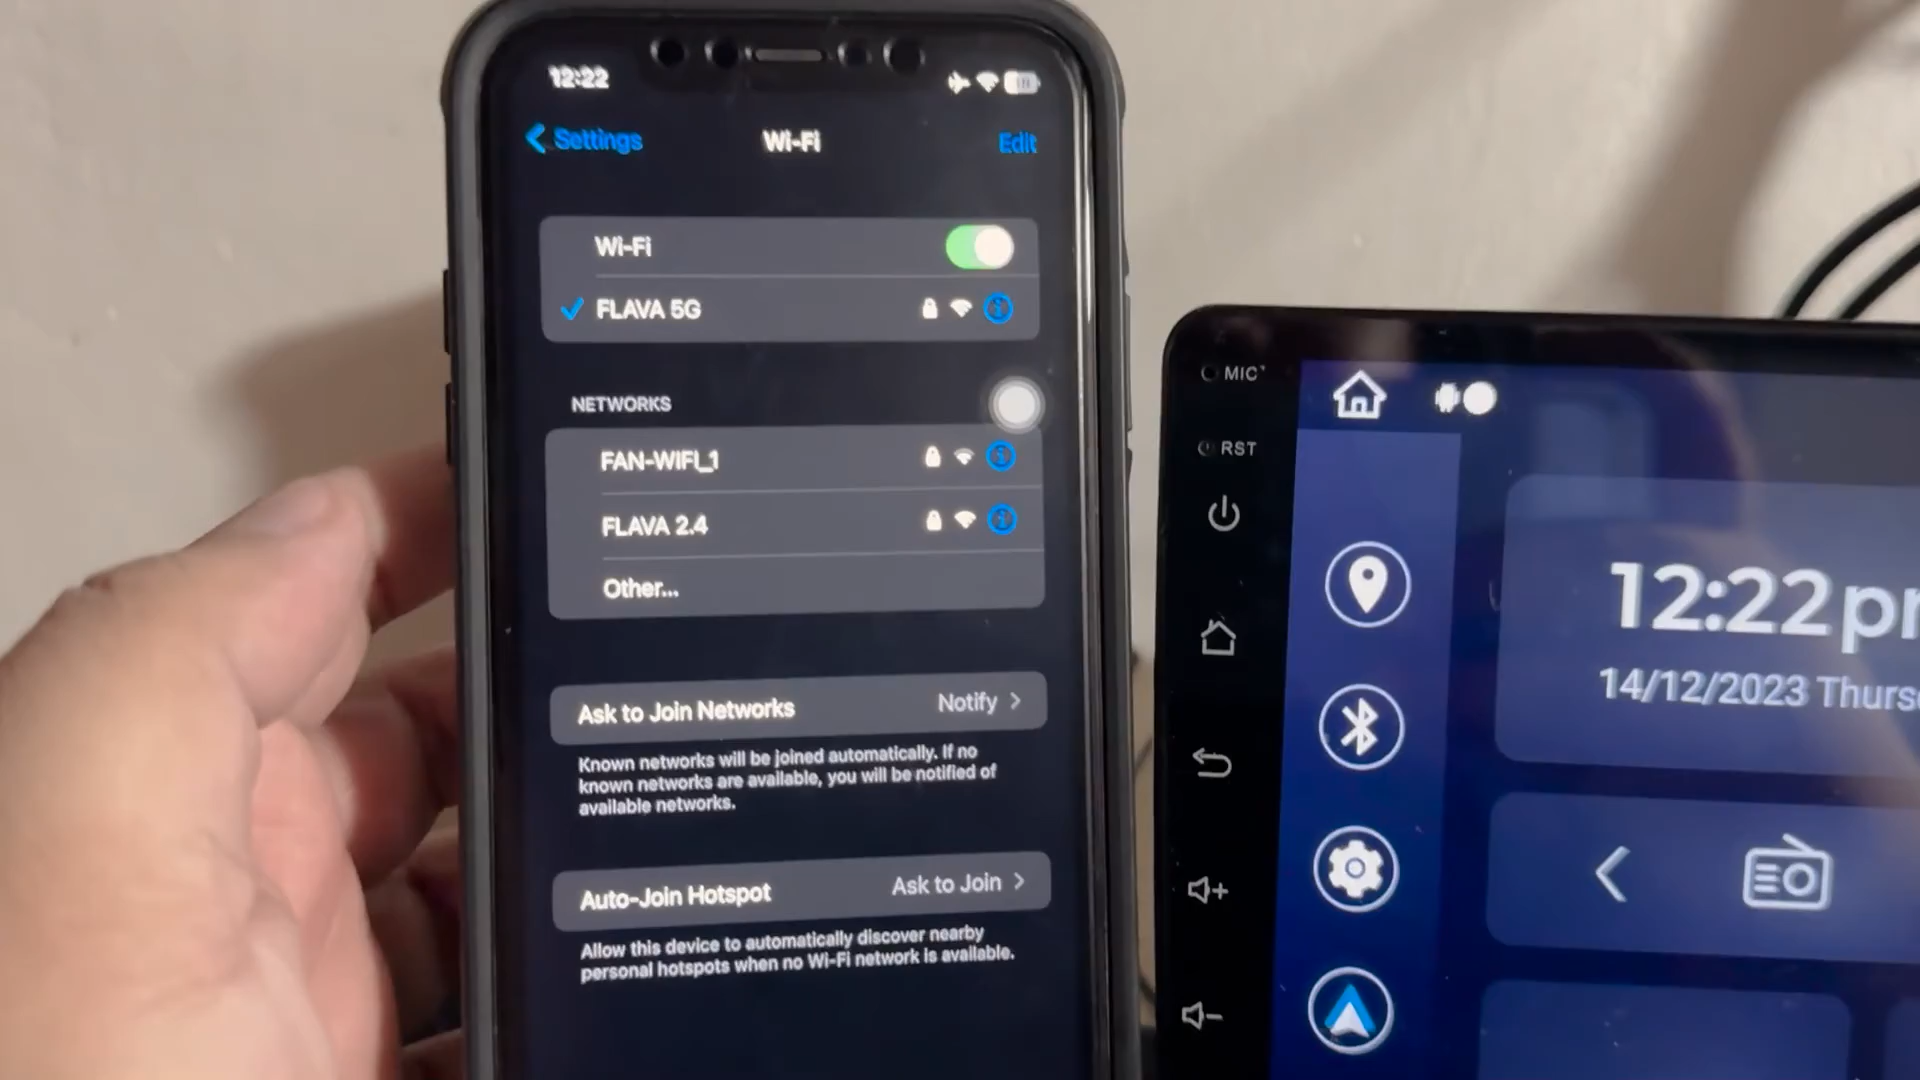 12:22
Settings
Wi-Fi
Edit
Wi-Fi
FLAVA 5G
NETWORKS
FAN-WIFI_1
FLAVA 2.4
Other...
Ask to Join Networks
Notify
Known networks will be joined automatically. If no
known networks are available, you will be notified of
available networks.
Auto-Join Hotspot
Ask to Join
Allow this device to automatically discover nearby
personal hotspots when no Wi-Fi network is available.
MIC
RST
12:22 p
14/12/2023 Thurs